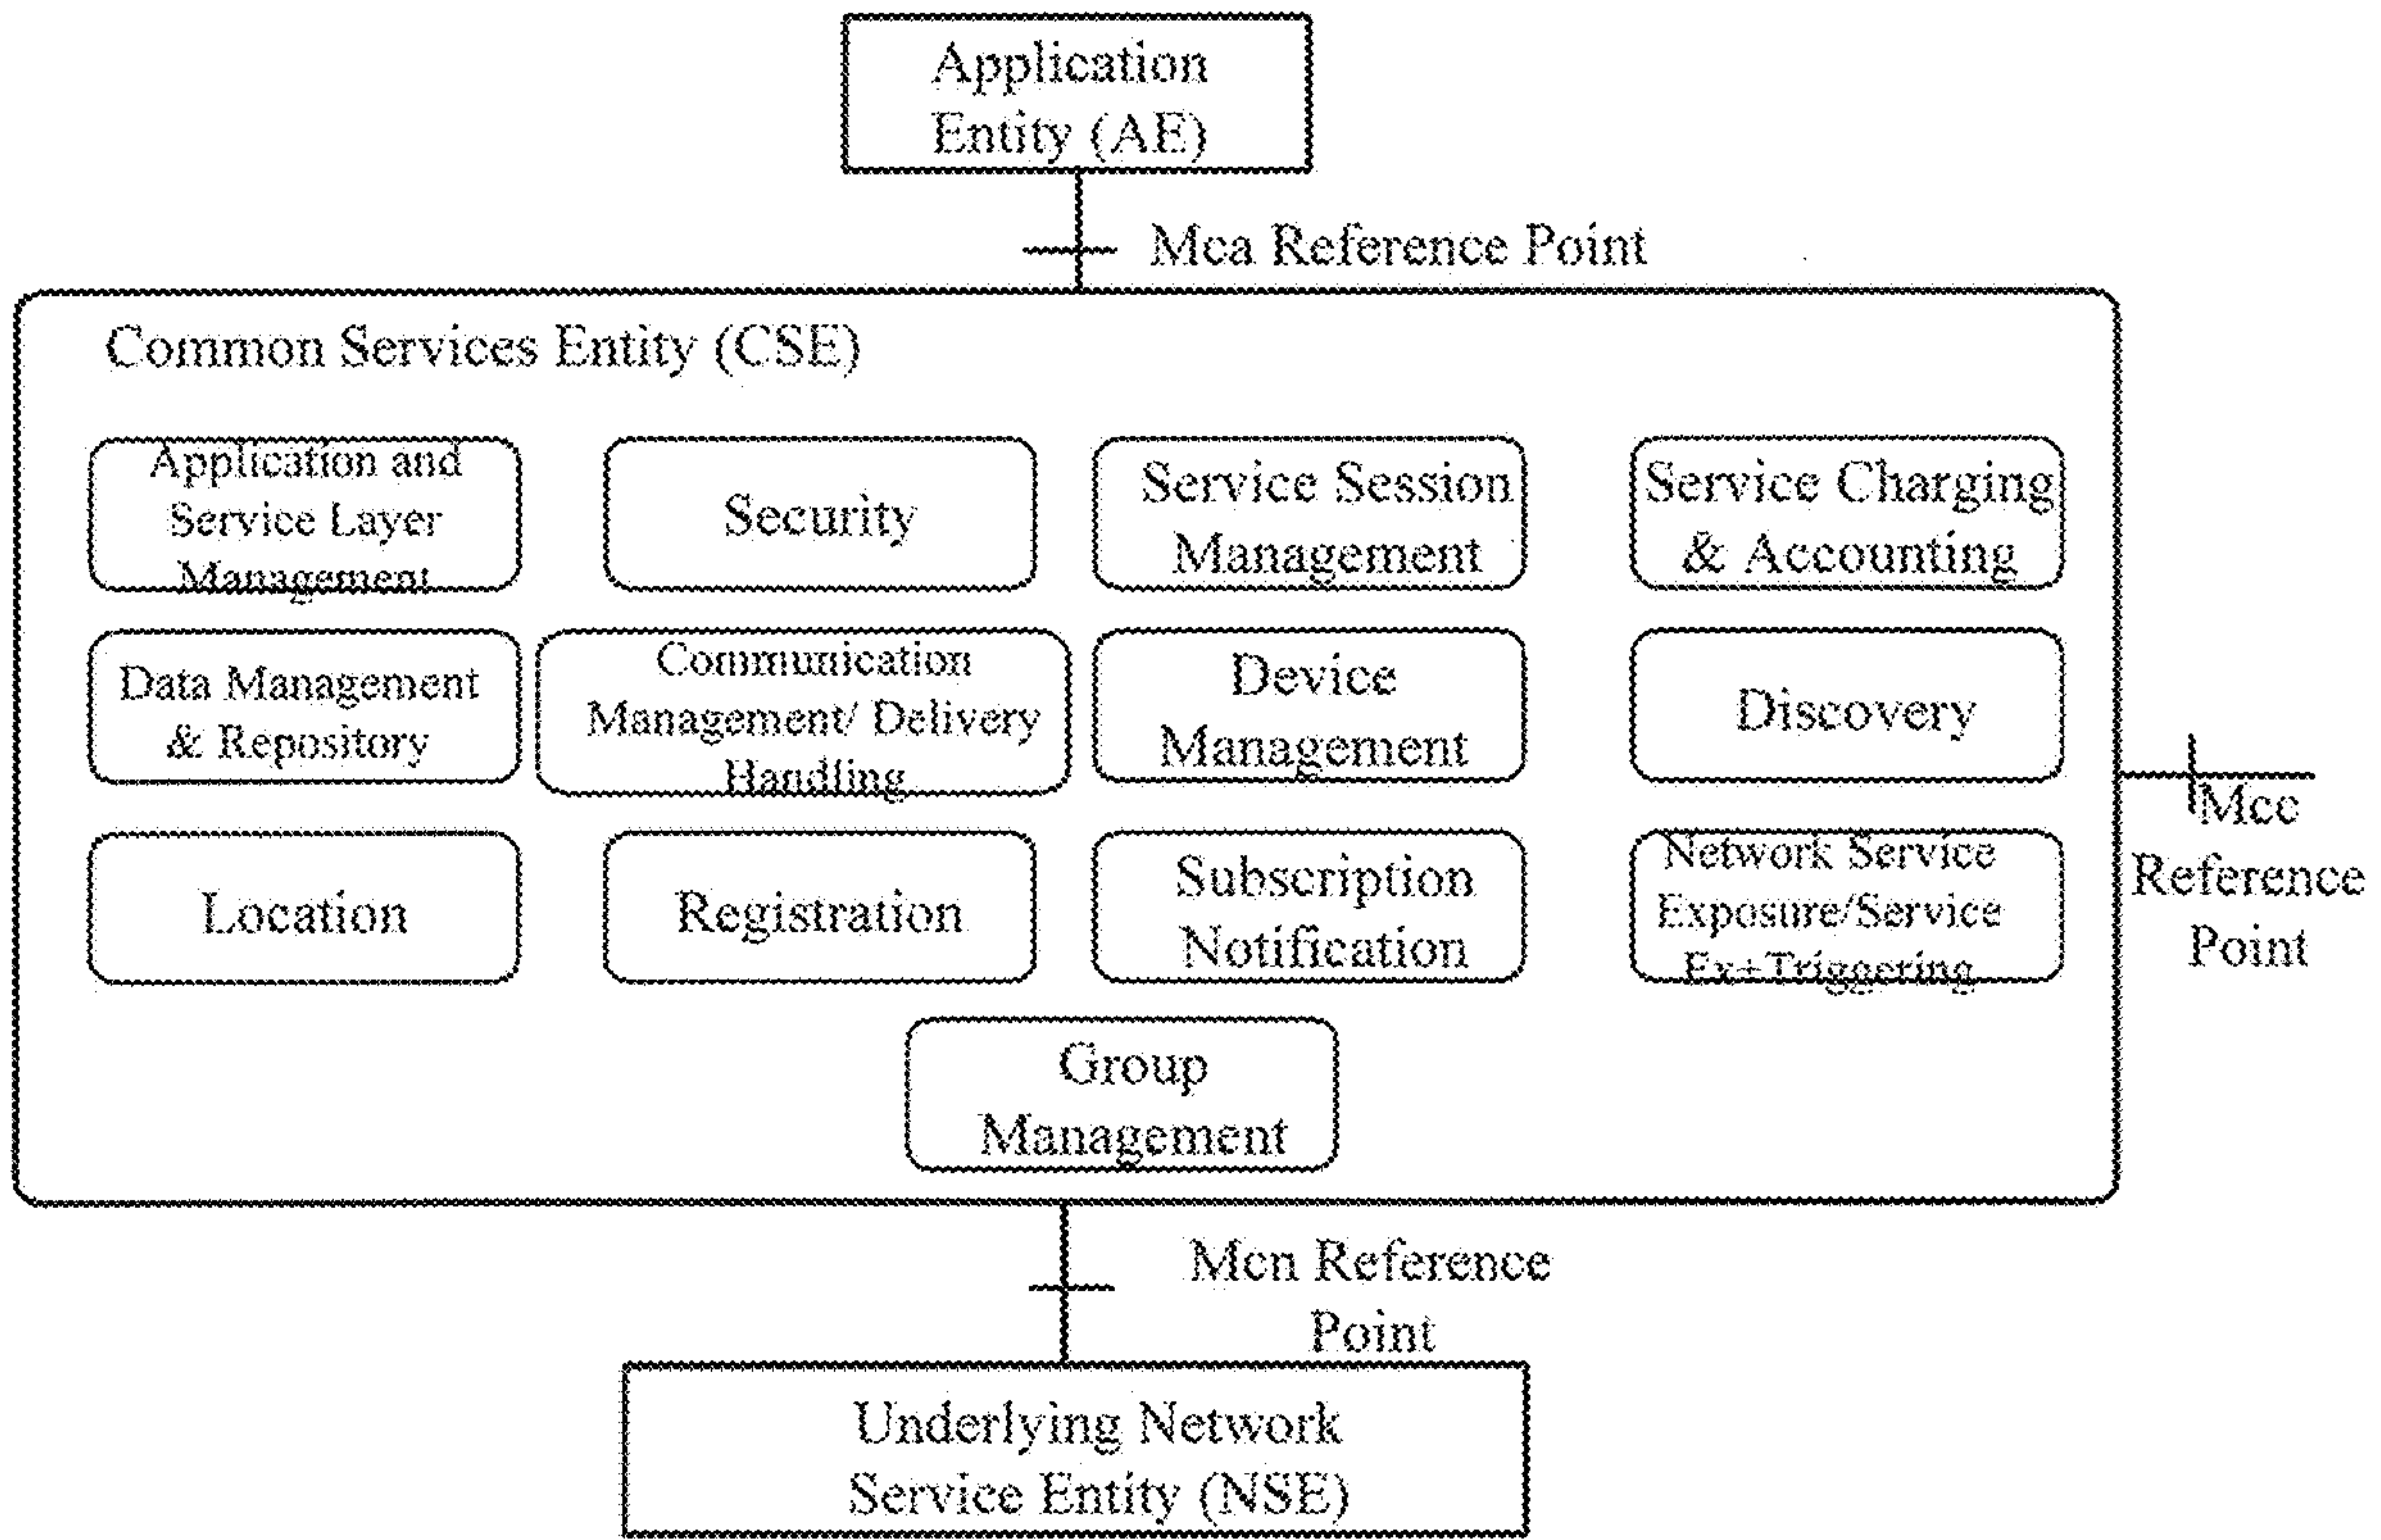 Application
Entity (AE)
Mca Reference Point
Common Services Entity (CSE)
Application and
Service Layer
Management
Security
Service Session
Management
Service Charging
& Accounting
Data Management
& Repository
Communication
Management/ Delivery
Handling
Device
Management
Discovery
Mcc
Reference
Point
Location
Registration
Subscription
Notification
Network Service
Exposure/Service
Ex+Triggering
Group
Management
Mcn Reference
Point
Underlying Network
Service Entity (NSE)